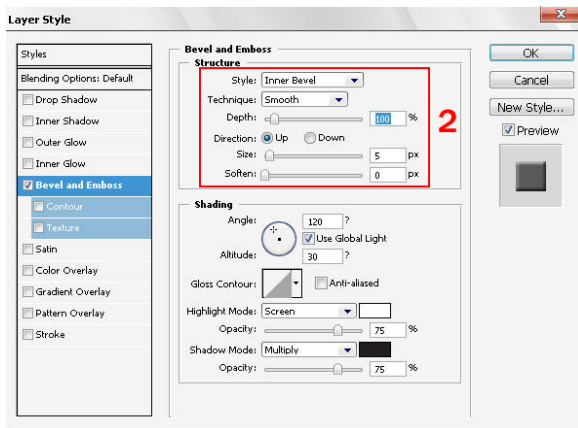 Layer Style
Styles
Blending Options: Default
Drop Shadow
Inner Shadow
Outer Glow
Inner Glow
Bevel and Emboss
Contour
Texture
Satin
Color Overlay
Gradient Overlay
Pattern Overlay
Stroke
Bevel and Emboss
Structure
Style: Inner Bevel
Technique: Smooth
Depth: 100 %
Direction: Up Down
Size: 5 px
Soften: 0 px
2
Shading
Angle: 120 ?
Use Global Light
Altitude: 30 ?
Gloss Contour: Anti-aliased
Highlight Mode: Screen
Opacity: 75 %
Shadow Mode: Multiply
Opacity: 75 %
OK
Cancel
New Style...
Preview